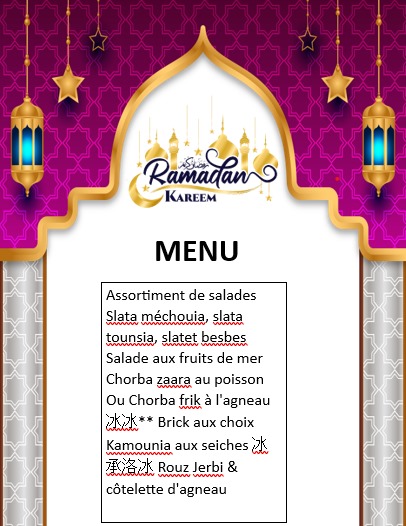 Ramadan
KAREEM
MENU
Assortiment de salades
Slata méchouia, slata
tounsia, slatet besbes
Salade aux fruits de mer
Chorba zaara au poisson
Ou Chorba frik à l'agneau
冰冰** Brick aux choix
Kamounia aux seiches 冰
承洛冰 Rouz Jerbi &
côtelette d'agneau